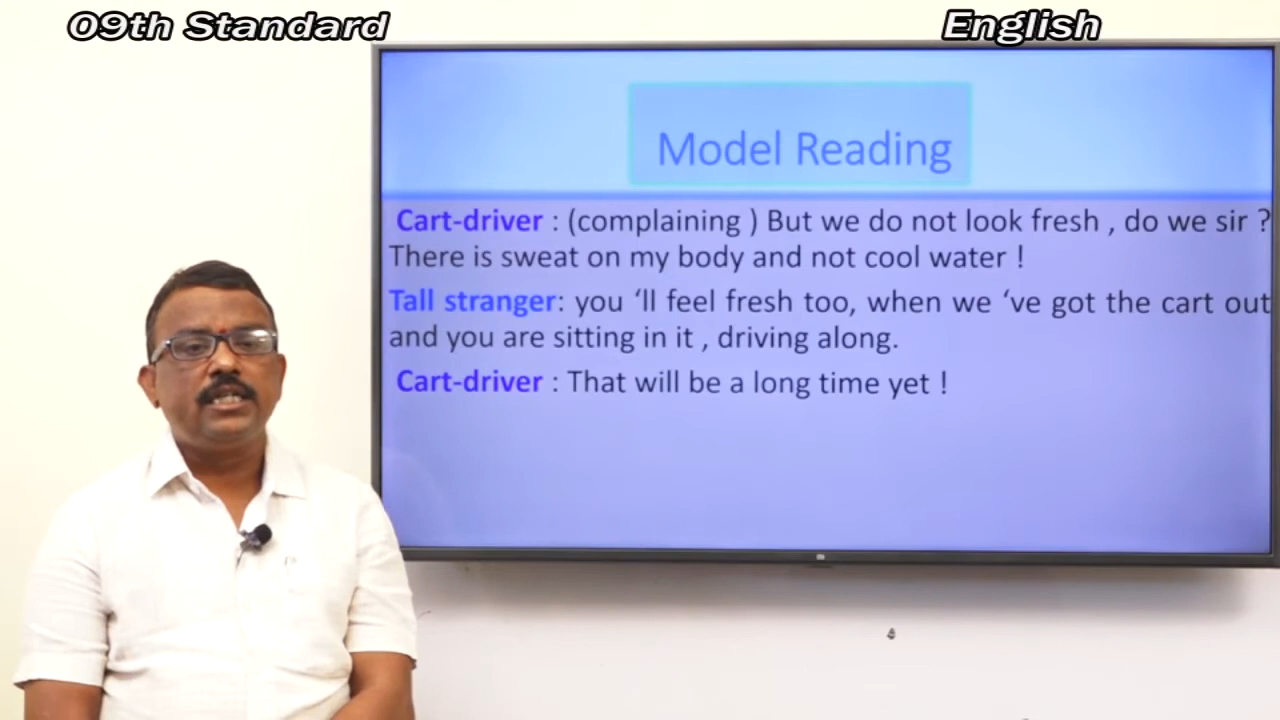 09th Standard
English
Model Reading
Cart-driver : (complaining ) But we do not look fresh , do we sir ?
There is sweat on my body and not cool water !
Tall stranger: you ‘ll feel fresh too, when we ‘ve got the cart out
and you are sitting in it , driving along.
Cart-driver : That will be a long time yet !